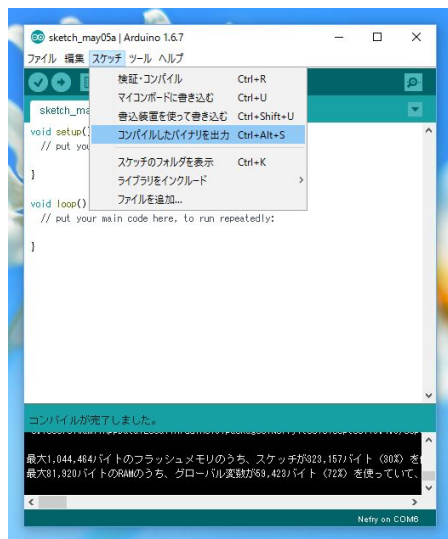 sketch_may05a | Arduino 1.6.7
ファイル 編集 スケッチ ツール ヘルプ
検証・コンパイル Ctrl+R
マイコンボードに書き込む Ctrl+U
書込装置を使って書き込む Ctrl+Shift+U
コンパイルしたバイナリを出力 Ctrl+Alt+S
スケッチのフォルダを表示 Ctrl+K
ライブラリをインクルード
ファイルを追加...
sketch_ma
void setup()
// put you
}
void loop()
// put your main code here, to run repeatedly:
}
コンパイルが完了しました。
最大1,044,484バイトのフラッシュメモリのうち、スケッチが323,157バイト（30%）を
最大81,920バイトのRAMのうち、グローバル変数が59,423バイト（72%）を使っていて、
Nefry on COM6